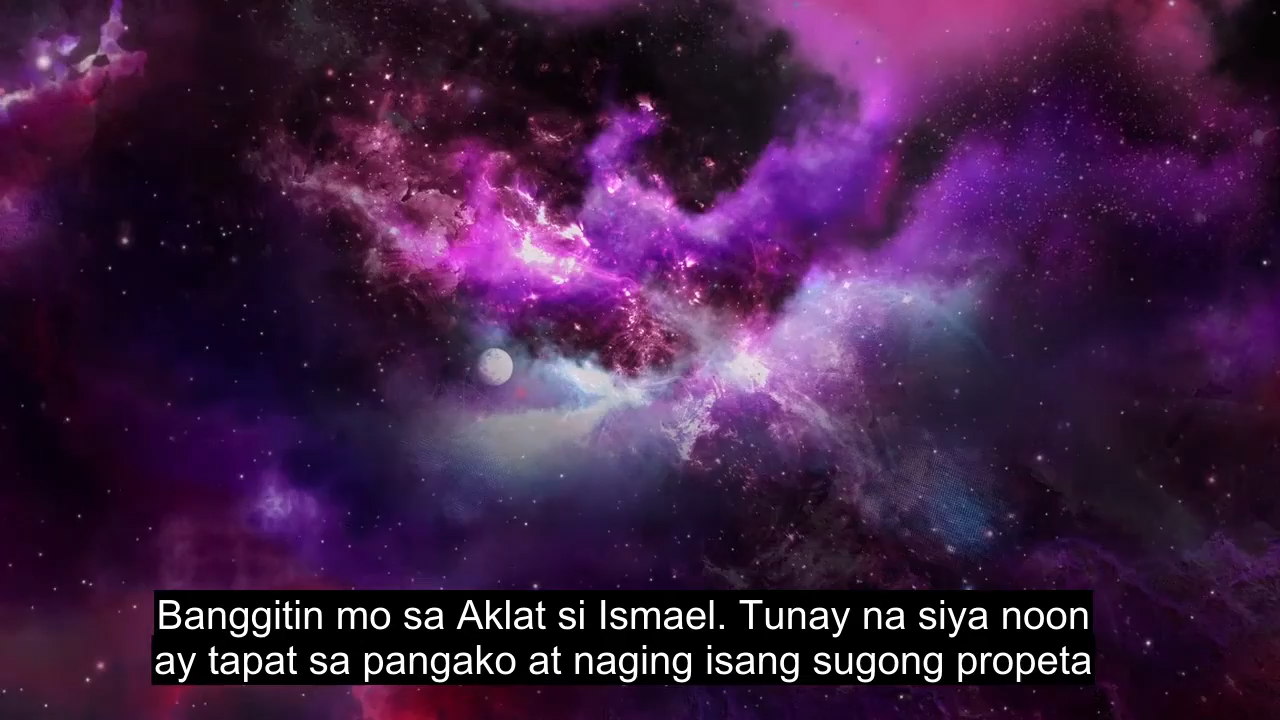 Banggitin mo sa Aklat si Ismael. Tunay na siya noon
ay tapat sa pangako at naging isang sugong propeta